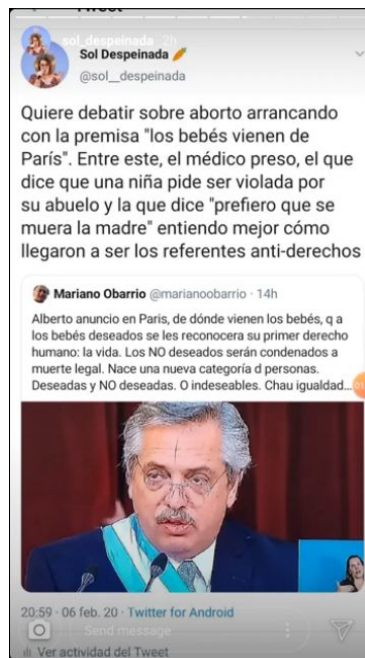 Tweet
sol_despeinada 2h
Sol Despeinada
@sol__despeinada
Quiere debatir sobre aborto arrancando
con la premisa "los bebés vienen de
París". Entre este, el médico preso, el que
dice que una niña pide ser violada por
su abuelo y la que dice "prefiero que se
muera la madre" entiendo mejor cómo
llegaron a ser los referentes anti-derechos
Mariano Obarrio @marianoobarrio · 14h
Alberto anuncio en Paris, de dónde vienen los bebés, q a
los bebés deseados se les reconocera su primer derecho
humano: la vida. Los NO deseados serán condenados a
muerte legal. Nace una nueva categoría d personas.
Deseadas y NO deseadas. O indeseables. Chau igualdad...
01
20:59 · 06 feb. 20 · Twitter for Android
Send message
Ver actividad del Tweet